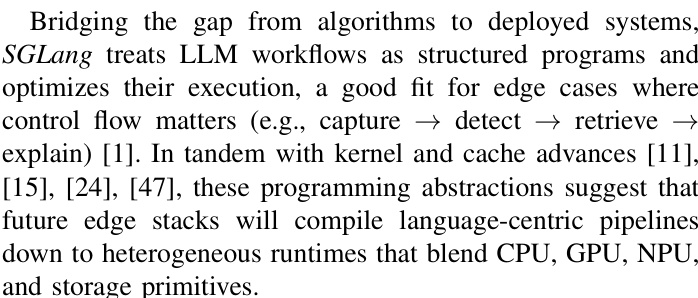 Bridging the gap from algorithms to deployed systems,
SGLang treats LLM workflows as structured programs and
optimizes their execution, a good fit for edge cases where
control flow matters (e.g., capture → detect → retrieve →
explain) [1]. In tandem with kernel and cache advances [11],
[15], [24], [47], these programming abstractions suggest that
future edge stacks will compile language-centric pipelines
down to heterogeneous runtimes that blend CPU, GPU, NPU,
and storage primitives.